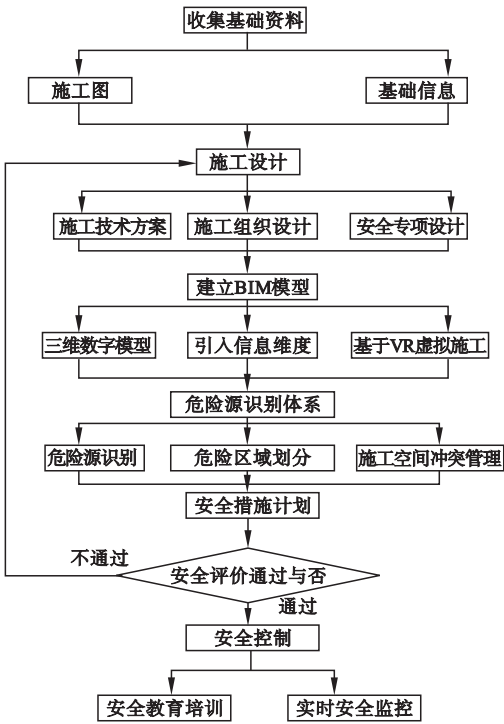 收集基础资料
施工图
基础信息
施工设计
施工技术方案
施工组织设计
安全专项设计
建立BIM模型
三维数字模型
引入信息维度
基于VR虚拟施工
危险源识别体系
危险源识别
危险区域划分
施工空间冲突管理
安全措施计划
不通过
安全评价通过与否
通过
安全控制
安全教育培训
实时安全监控